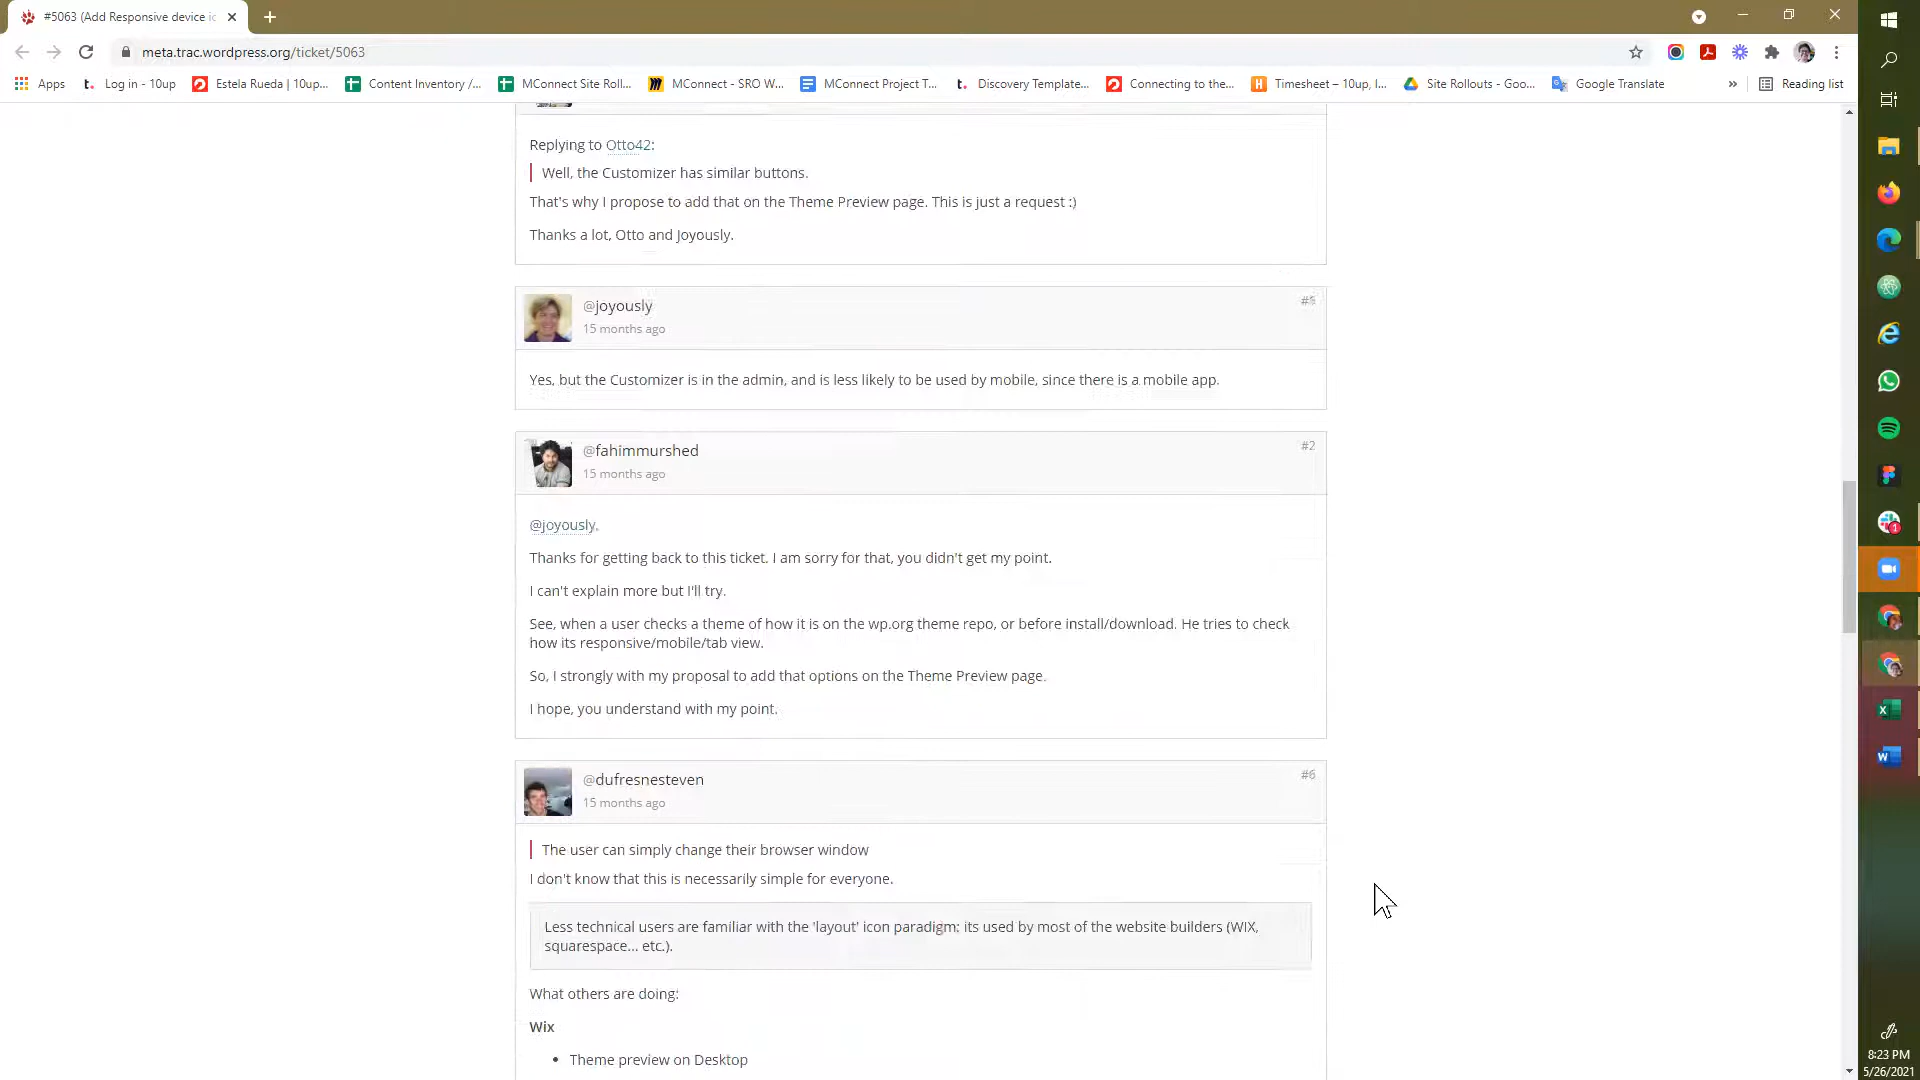 #5063 (Add Responsive device ic
meta.trac.wordpress.org/ticket/5063
Apps
Log in - 10up
Estela Rueda | 10up...
Content Inventory /...
MConnect Site Roll...
MConnect - SRO W...
MConnect Project T...
Discovery Template...
Connecting to the...
Timesheet – 10up, I...
Site Rollouts - Goo...
Google Translate
»
Reading list
Replying to Otto42:
Well, the Customizer has similar buttons.
That's why I propose to add that on the Theme Preview page. This is just a request :)
Thanks a lot, Otto and Joyously.
@joyously
15 months ago
Yes, but the Customizer is in the admin, and is less likely to be used by mobile, since there is a mobile app.
@fahimmurshed
#2
15 months ago
@joyously,
Thanks for getting back to this ticket. I am sorry for that, you didn't get my point.
I can't explain more but I'll try.
See, when a user checks a theme of how it is on the wp.org theme repo, or before install/download. He tries to check
how its responsive/mobile/tab view.
So, I strongly with my proposal to add that options on the Theme Preview page.
I hope, you understand with my point.
@dufresnesteven
#6
15 months ago
The user can simply change their browser window
I don't know that this is necessarily simple for everyone.
Less technical users are familiar with the 'layout' icon paradigm; its used by most of the website builders (WIX,
squarespace... etc.).
What others are doing:
Wix
• Theme preview on Desktop
8:23 PM
5/26/2021